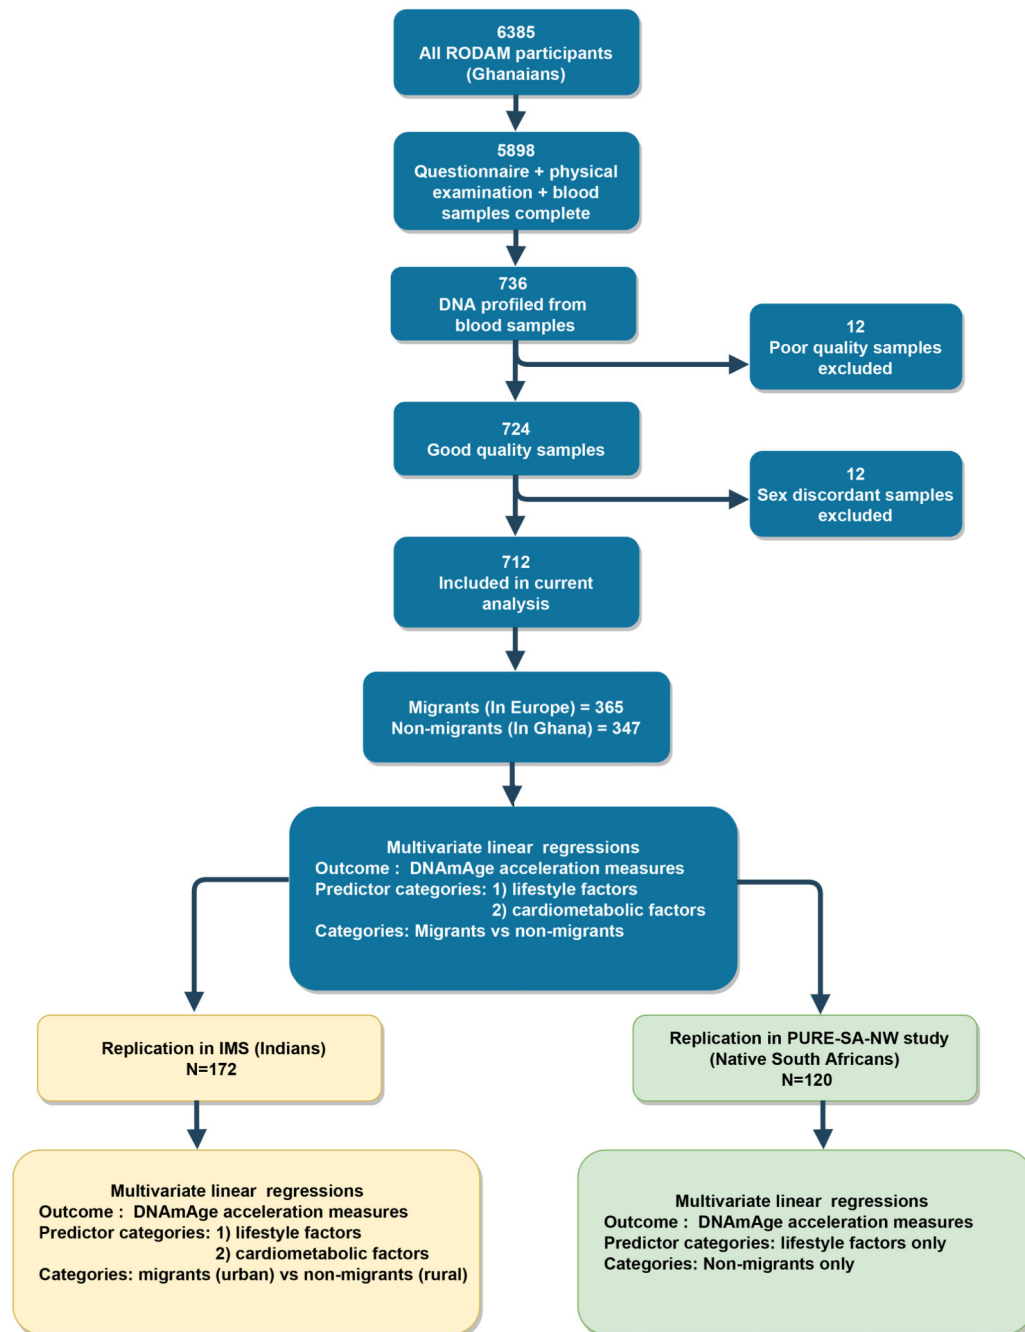 6385
All RODAM participants
(Ghanaians)
5898
Questionnaire + physical
examination + blood
samples complete
736
DNA profiled from
blood samples
12
Poor quality samples
excluded
724
Good quality samples
12
Sex discordant samples
excluded
712
Included in current
analysis
Migrants (In Europe) = 365
Non-migrants (In Ghana) = 347
Multivariate linear regressions
Outcome : DNAmAge acceleration measures
Predictor categories: 1) lifestyle factors
2) cardiometabolic factors
Categories: Migrants vs non-migrants
Replication in IMS (Indians)
N=172
Replication in PURE-SA-NW study
(Native South Africans)
N=120
Multivariate linear regressions
Outcome : DNAmAge acceleration measures
Predictor categories: 1) lifestyle factors
2) cardiometabolic factors
Categories: migrants (urban) vs non-migrants (rural)
Multivariate linear regressions
Outcome : DNAmAge acceleration measures
Predictor categories: lifestyle factors only
Categories: Non-migrants only